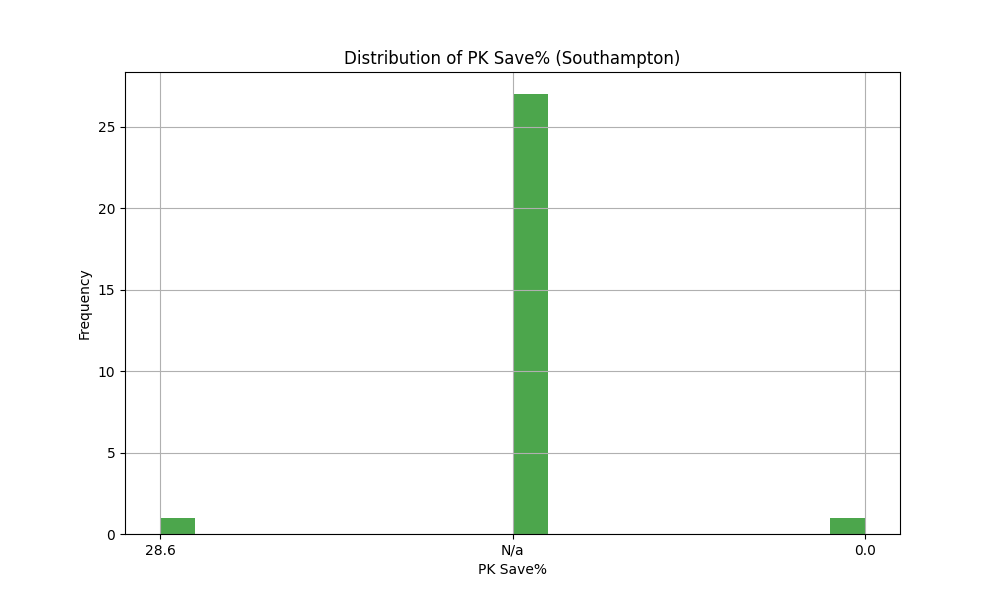 Distribution of PK Save% (Southampton)
Frequency
25
20
15
10
5
0
28.6
N/a
0.0
PK Save%